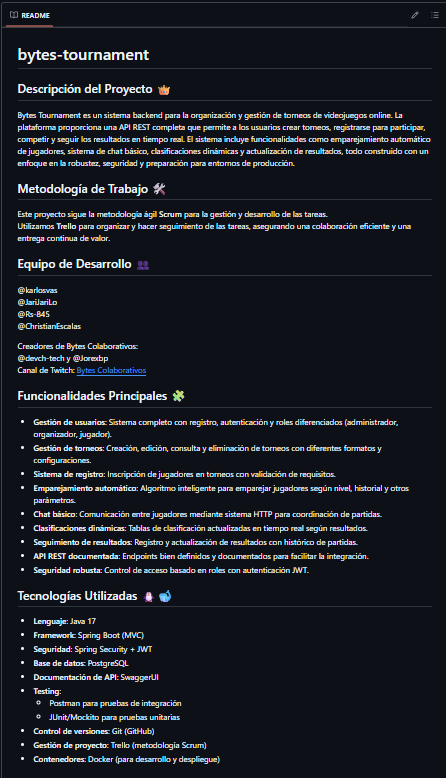 README
bytes-tournament
Descripción del Proyecto
Bytes Tournament es un sistema backend para la organización y gestión de torneos de videojuegos online. La
plataforma proporciona una API REST completa que permite a los usuarios crear torneos, registrarse para participar,
competir y seguir los resultados en tiempo real. El sistema incluye funcionalidades como emparejamiento automático
de jugadores, sistema de chat básico, clasificaciones dinámicas y actualización de resultados, todo construido con un
enfoque en la robustez, seguridad y preparación para entornos de producción.
Metodología de Trabajo
Este proyecto sigue la metodología ágil Scrum para la gestión y desarrollo de las tareas.
Utilizamos Trello para organizar y hacer seguimiento de las tareas, asegurando una colaboración eficiente y una
entrega continua de valor.
Equipo de Desarrollo
@karlosvas
@JariJariLo
@Rs-845
@ChristianEscalas
Creadores de Bytes Colaborativos:
@devch-tech y @Jorexbp
Canal de Twitch: Bytes Colaborativos
Funcionalidades Principales
• Gestión de usuarios: Sistema completo con registro, autenticación y roles diferenciados (administrador,
organizador, jugador).
• Gestión de torneos: Creación, edición, consulta y eliminación de torneos con diferentes formatos y
configuraciones.
• Sistema de registro: Inscripción de jugadores en torneos con validación de requisitos.
• Emparejamiento automático: Algoritmo inteligente para emparejar jugadores según nivel, historial y otros
parámetros.
• Chat básico: Comunicación entre jugadores mediante sistema HTTP para coordinación de partidas.
• Clasificaciones dinámicas: Tablas de clasificación actualizadas en tiempo real según resultados.
• Seguimiento de resultados: Registro y actualización de resultados con histórico de partidas.
• API REST documentada: Endpoints bien definidos y documentados para facilitar la integración.
• Seguridad robusta: Control de acceso basado en roles con autenticación JWT.
Tecnologías Utilizadas
• Lenguaje: Java 17
• Framework: Spring Boot (MVC)
• Seguridad: Spring Security + JWT
• Base de datos: PostgreSQL
• Documentación de API: SwaggerUI
• Testing:
◦ Postman para pruebas de integración
◦ JUnit/Mockito para pruebas unitarias
• Control de versiones: Git (GitHub)
• Gestión de proyecto: Trello (metodología Scrum)
• Contenedores: Docker (para desarrollo y despliegue)